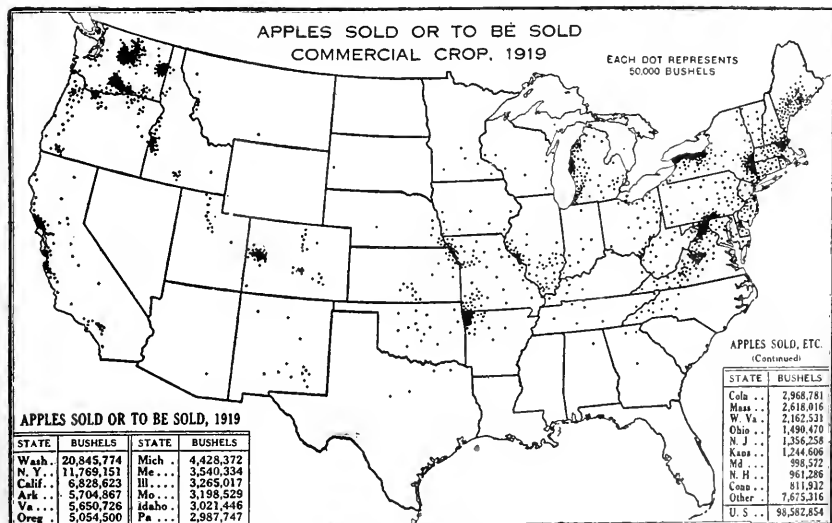 APPLES SOLD OR TO BE SOLD
COMMERCIAL CROP, 1919
EACH DOT REPRESENTS
50,000 BUSHELS
APPLES SOLD OR TO BE SOLD, 1919
STATE BUSHELS STATE BUSHELS
Wash. 20,845,774 Mich. 4,428,372
N. Y.. 11,769,151 Me... 3,540,334
Calif.. 6,828,623 Ill... 3,265,017
Ark .. 5,704,867 Mo... 3,198,529
Va... 5,650,726 Idaho. 3,021,446
Oreg . 5,054,500 Pa ... 2,987,747
APPLES SOLD, ETC.
(Continued)
STATE BUSHELS
Colo .. 2,968,781
Mass .. 2,618,016
W. Va. 2,162,531
Ohio .. 1,490,470
N. J .. 1,356,258
Kans .. 1,244,606
Md ... 998,572
N. H .. 961,286
Conn .. 811,912
Other 7,675,316
U. S .. 98,582,854